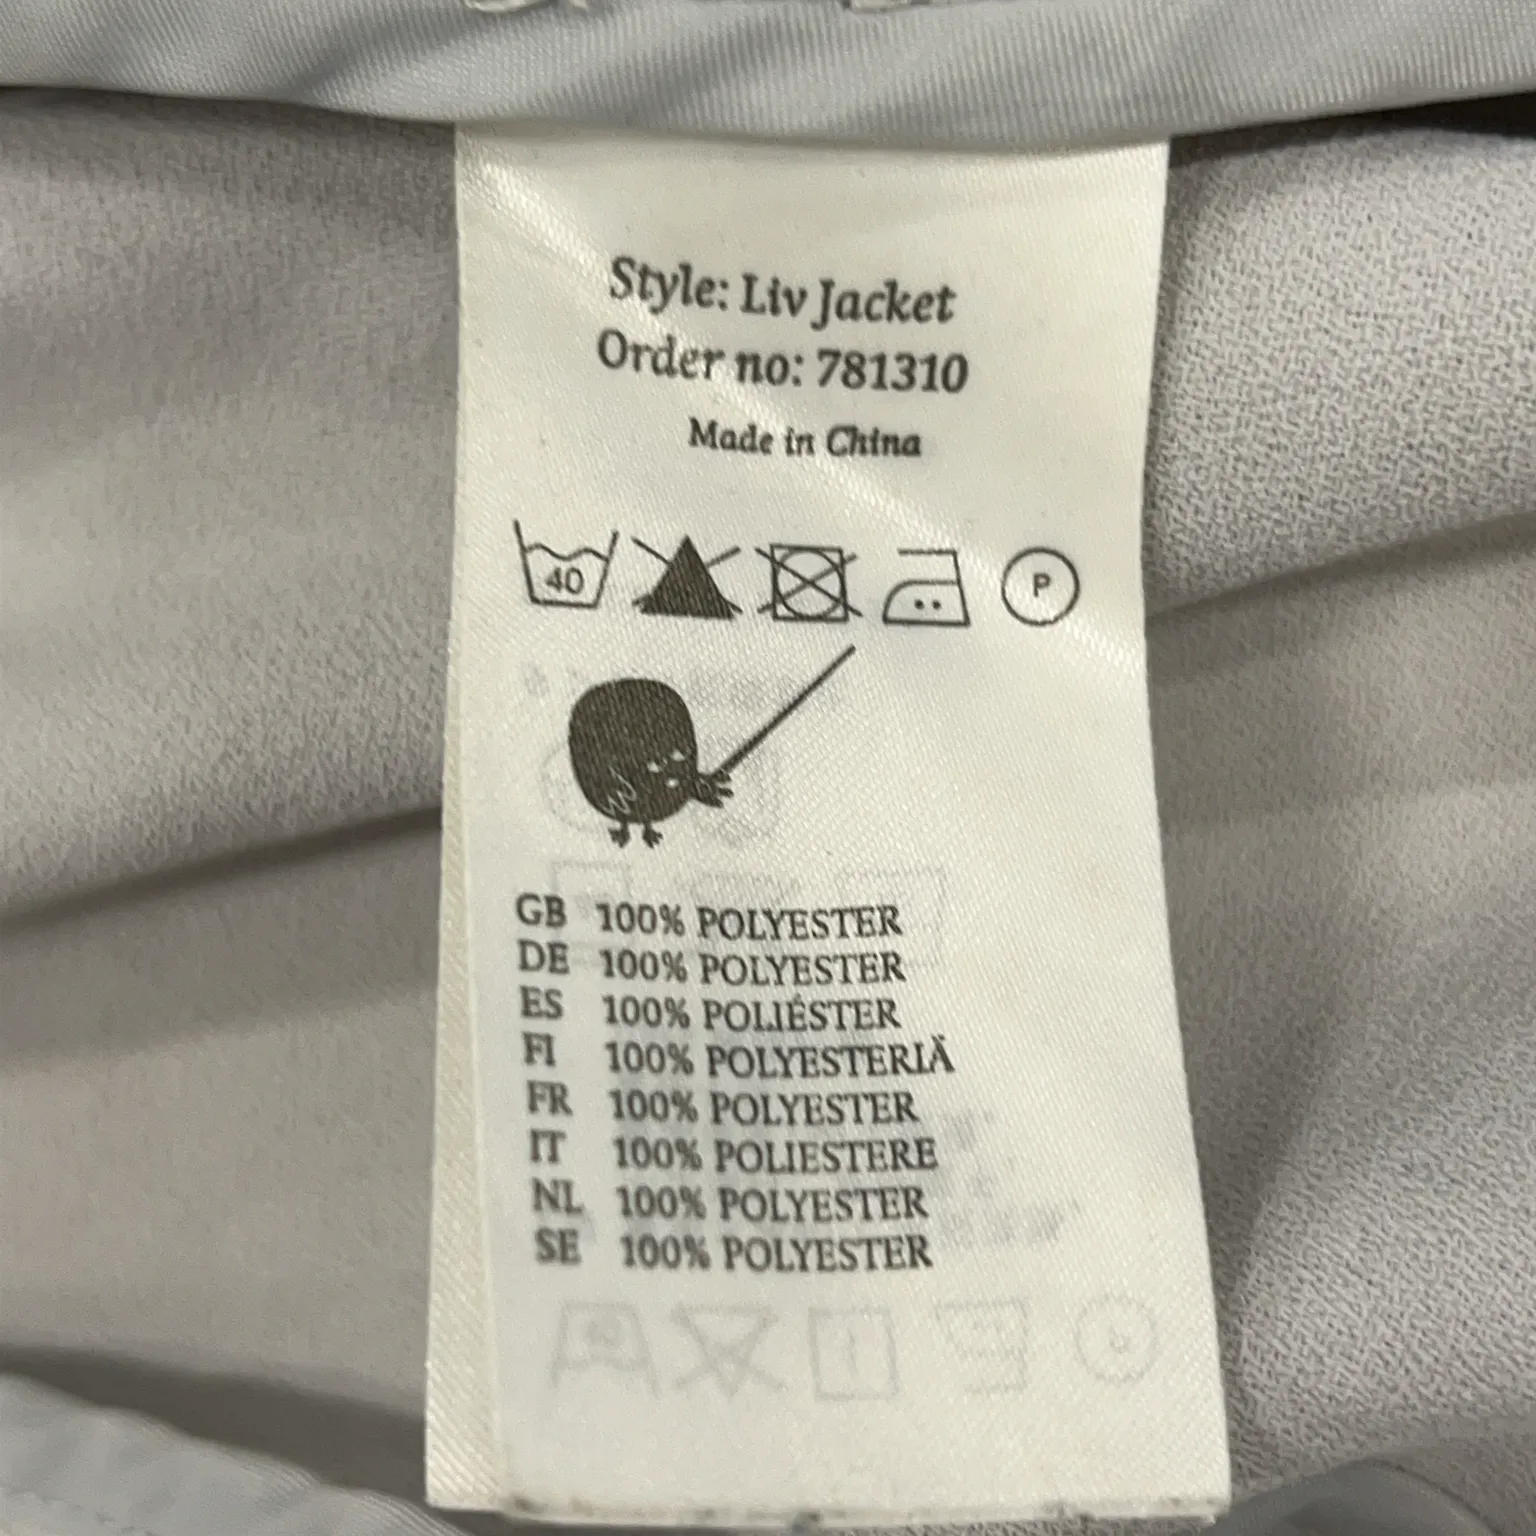 Style: Liv Jacket
Order no: 781310
Made in China
40 P
GB 100% POLYESTER
DE 100% POLYESTER
ES 100% POLIÉSTER
FI 100% POLYESTERIÄ
FR 100% POLYESTER
IT 100% POLIESTERE
NL 100% POLYESTER
SE 100% POLYESTER